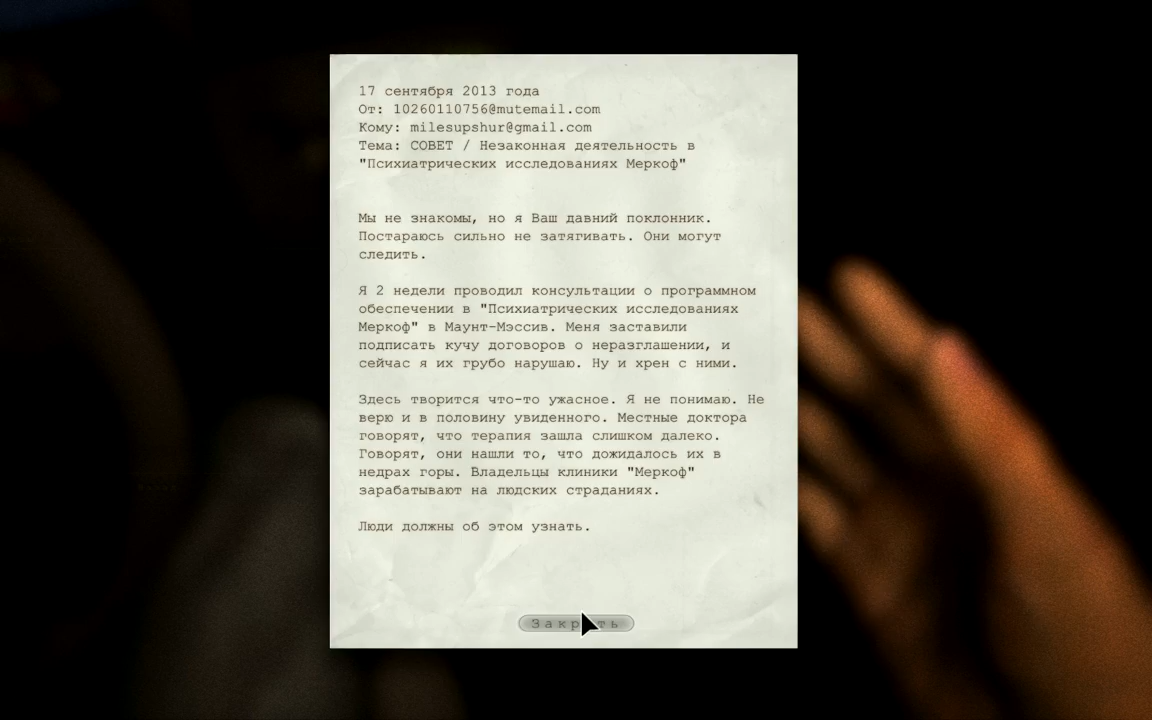 17 сентября 2013 года
От: 10260110756@mutemail.com
Кому: milesupshur@gmail.com
Тема: СОВЕТ / Незаконная деятельность в
"Психиатрических исследованиях Меркоф"
Мы не знакомы, но я Ваш давний поклонник.
Постараюсь сильно не затягивать. Они могут
следить.
Я 2 недели проводил консультации о программном
обеспечении в "Психиатрических исследованиях
Меркоф" в Маунт-Мэссив. Меня заставили
подписать кучу договоров о неразглашении, и
сейчас я их грубо нарушаю. Ну и хрен с ними.
Здесь творится что-то ужасное. Я не понимаю. Не
верю и в половину увиденного. Местные доктора
говорят, что терапия зашла слишком далеко.
Говорят, они нашли то, что дожидалось их в
недрах горы. Владельцы клиники "Меркоф"
зарабатывают на людских страданиях.
Люди должны об этом узнать.